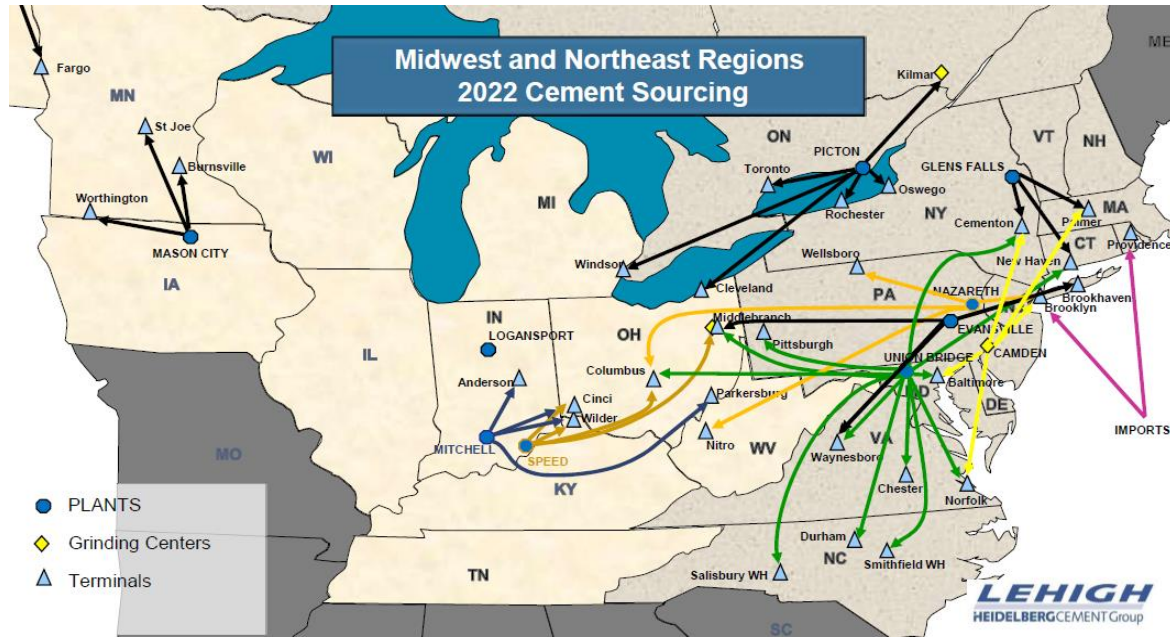 Midwest and Northeast Regions
2022 Cement Sourcing
ME
Kilmar
Fargo
MN
St Joe
ON
VT
NH
WI
PICTON
GLENS FALLS
Burnsville
Toronto
Oswego
Worthington
MI
Rochester
NY
Cementon
Palmer
MA
MASON CITY
Wellsboro
CT
Providence
Windsor
New Haven
IA
Cleveland
PA
NAZARETH
Brookhaven
Brooklyn
IN
LOGANSPORT
OH
Middlebranch
EVANSVILLE
Pittsburgh
UNION BRIDGE
CAMDEN
IL
Anderson
Columbus
MD
Baltimore
Cinci
Parkersburg
DE
Wilder
IMPORTS
MITCHELL
SPEED
Nitro
WV
VA
Waynesboro
MO
KY
Chester
Norfolk
PLANTS
Grinding Centers
Terminals
Durham
NC
Smithfield WH
TN
Salisbury WH
SC
LEHIGH
HEIDELBERGCEMENT Group